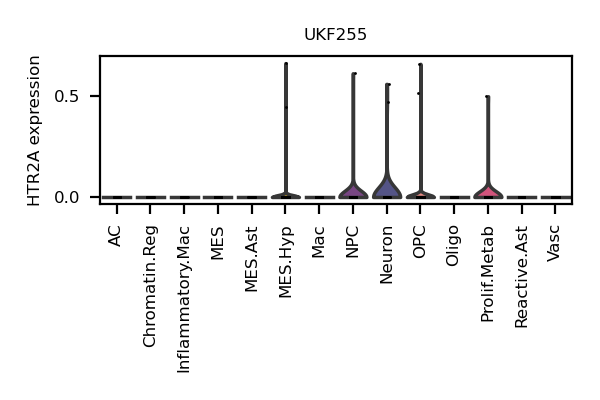 UKF255
HTR2A expression
0.5
0.0
AC
Chromatin.Reg
Inflammatory.Mac
MES
MES.Ast
MES.Hyp
Mac
NPC
Neuron
OPC
Oligo
Prolif.Metab
Reactive.Ast
Vasc